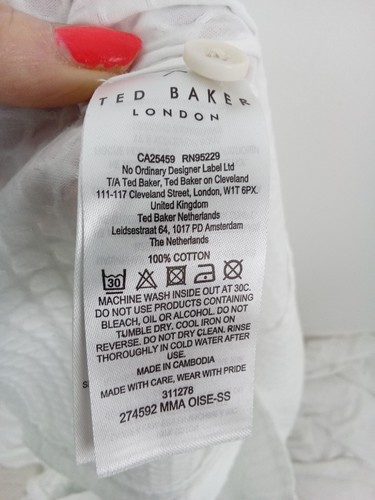 TED BAKER
LONDON
CA25459 RN95229
No Ordinary Designer Label Ltd
T/A Ted Baker, Ted Baker on Cleveland
111-117 Cleveland Street, London, W1T 6PX.
United Kingdom
Ted Baker Netherlands
Leidsestraat 64, 1017 PD Amsterdam
The Netherlands
100% COTTON
30
MACHINE WASH INSIDE OUT AT 30C.
DO NOT USE PRODUCTS CONTAINING
BLEACH, OIL OR ALCOHOL. DO NOT
TUMBLE DRY. COOL IRON ON
REVERSE. DO NOT DRY CLEAN. RINSE
THOROUGHLY IN COLD WATER AFTER
USE.
MADE IN CAMBODIA
MADE WITH CARE, WEAR WITH PRIDE
311278
274592 MMA OISE-SS